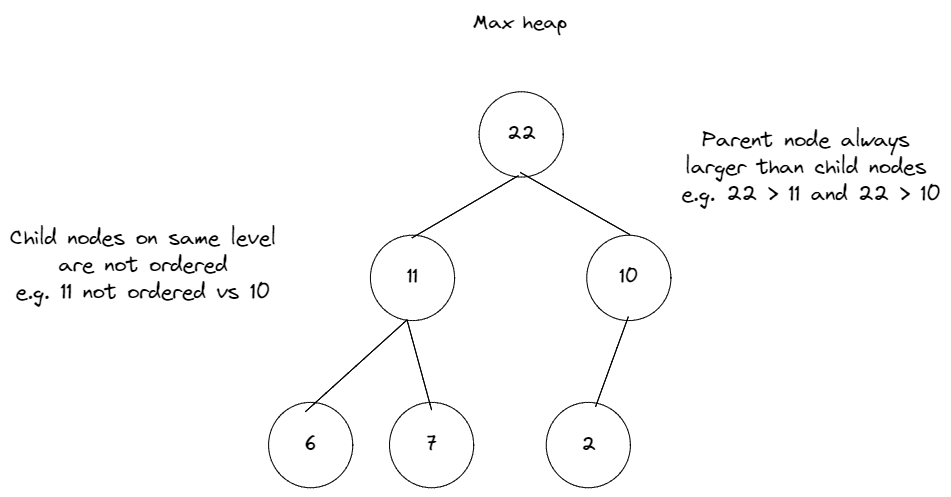 Max heap
22
Parent node always
larger than child nodes
e.g. 22 > 11 and 22 > 10
Child nodes on same level
are not ordered
e.g. 11 not ordered vs 10
11
10
6
7
2